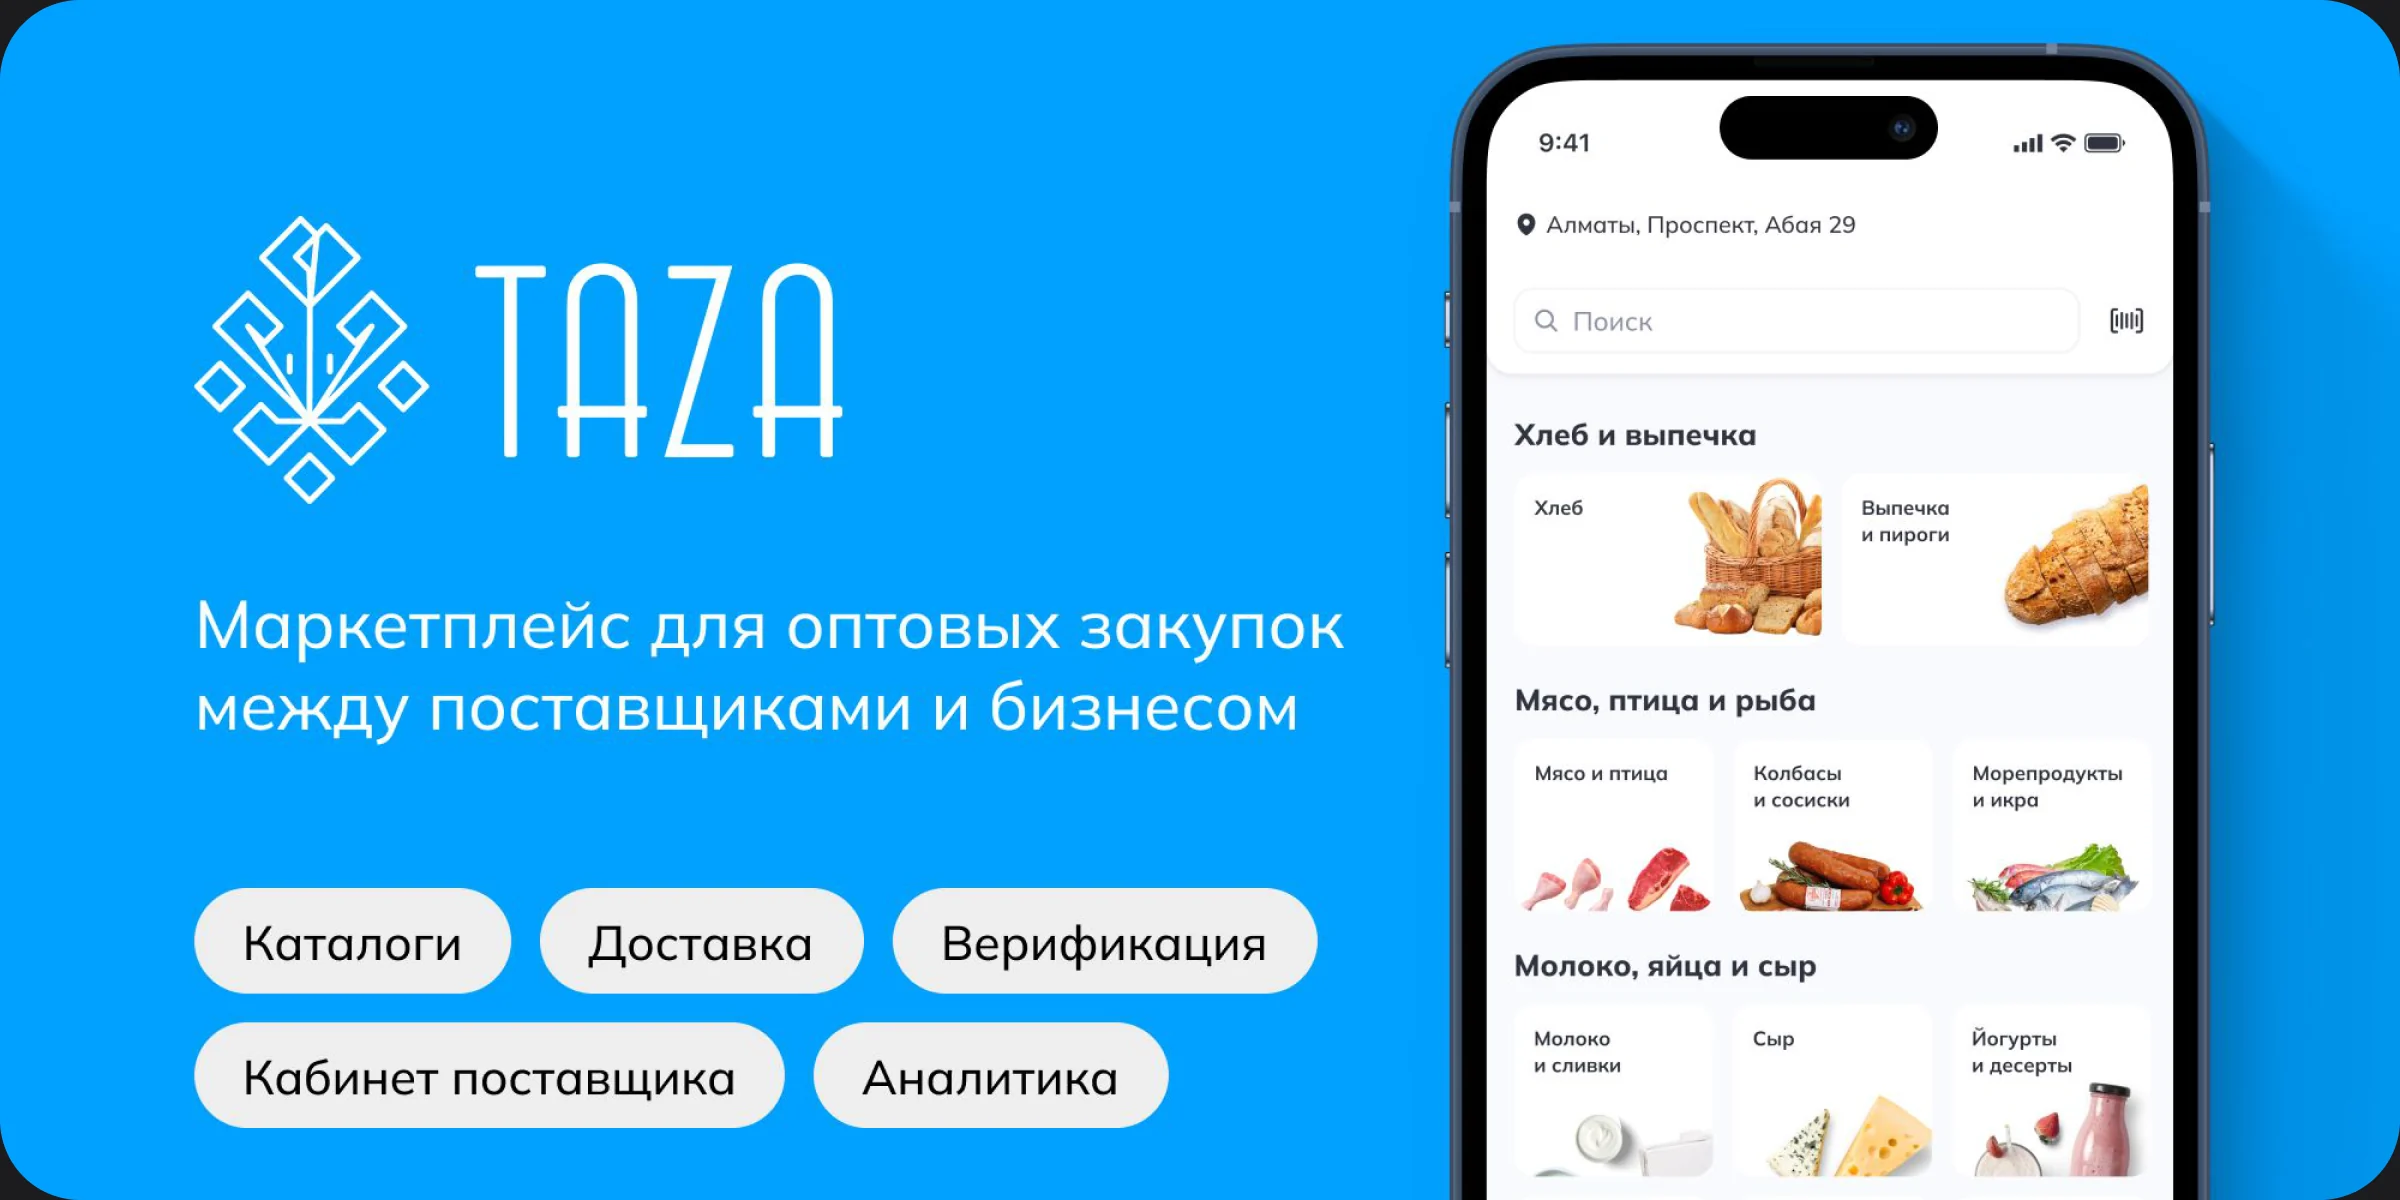 TAZA
Маркетплейс для оптовых закупок
между поставщиками и бизнесом
Каталоги
Доставка
Верификация
Кабинет поставщика
Аналитика
9:41
Алматы, Проспект, Абая 29
Поиск
Хлеб и выпечка
Хлеб
Выпечка
и пироги
Мясо, птица и рыба
Мясо и птица
Колбасы
и сосиски
Морепродукты
и икра
Молоко, яйца и сыр
Молоко
и сливки
Сыр
Йогурты
и десерты